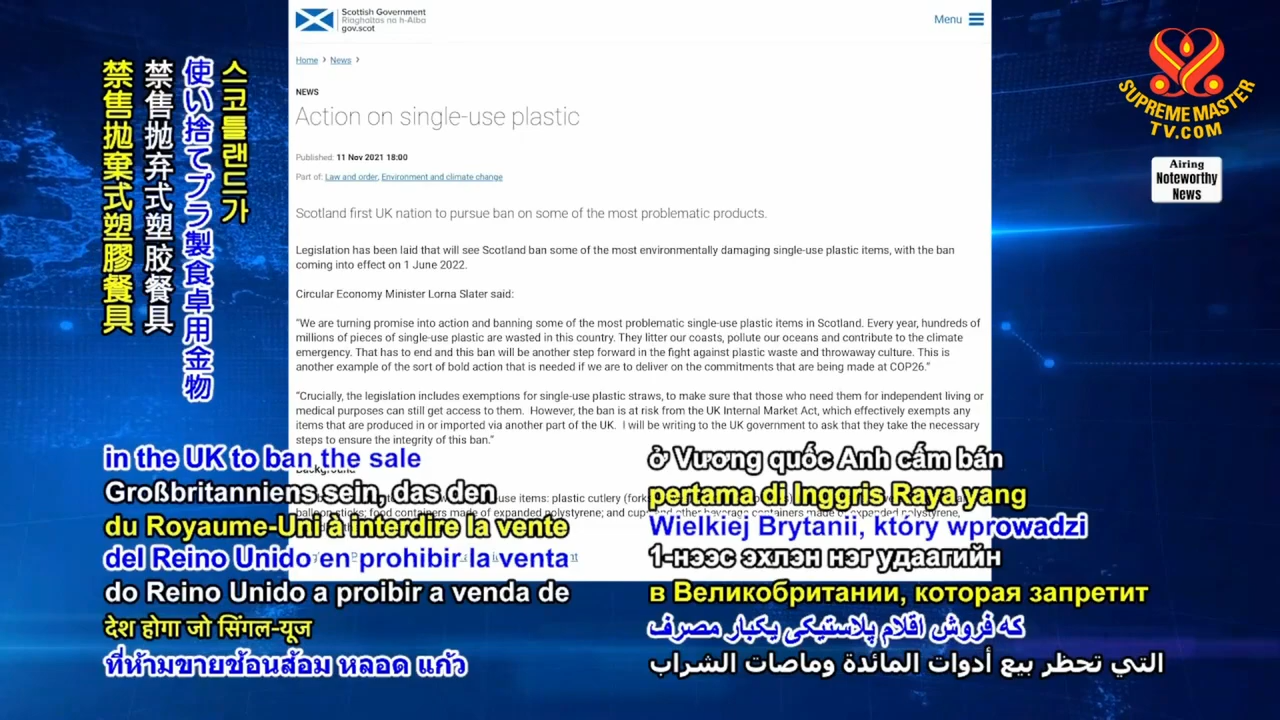 Scottish Government
Riaghaltas na h-Alba
gov.scot
Menu
Home > News >
NEWS
Action on single-use plastic
Published: 11 Nov 2021 18:00
Part of: Law and order, Environment and climate change
Scotland first UK nation to pursue ban on some of the most problematic products.
Legislation has been laid that will see Scotland ban some of the most environmentally damaging single-use plastic items, with the ban
coming into effect on 1 June 2022.
Circular Economy Minister Lorna Slater said:
“We are turning promise into action and banning some of the most problematic single-use plastic items in Scotland. Every year, hundreds of
millions of pieces of single-use plastic are wasted in this country. They litter our coasts, pollute our oceans and contribute to the climate
emergency. That has to end and this ban will be another step forward in the fight against plastic waste and throwaway culture. This is
another example of the sort of bold action that is needed if we are to deliver on the commitments that are being made at COP26.”
“Crucially, the legislation includes exemptions for single-use plastic straws, to make sure that those who need them for independent living or
medical purposes can still get access to them. However, the ban is at risk from the UK Internal Market Act, which effectively exempts any
items that are produced in or imported via another part of the UK. I will be writing to the UK government to ask that they take the necessary
steps to ensure the integrity of this ban.”
Background
use items: plastic cutlery
food containers made of expanded polystyrene; and
made of expanded polystyrene,
SUPREME MASTER
TV.COM
Airing
Noteworthy
News
禁售拋棄式塑膠餐具
禁售抛弃式塑胶餐具
使い捨てプラ製食卓用金物
스코틀랜드가
in the UK to ban the sale
Großbritanniens sein, das den
du Royaume-Uni à interdire la vente
del Reino Unido en prohibir la venta
do Reino Unido a proibir a venda de
देश होगा जो सिंगल-यूज
ที่ห้ามขายช้อนส้อม หลอด แก้ว
ở Vương quốc Anh cấm bán
pertama di Inggris Raya yang
Wielkiej Brytanii, który wprowadzi
1-нээс эхлэн нэг удаагийн
в Великобритании, которая запретит
که فروش اقلام پلاستیکی یکبار مصرف
التي تحظر بيع أدوات المائدة وماصات الشراب